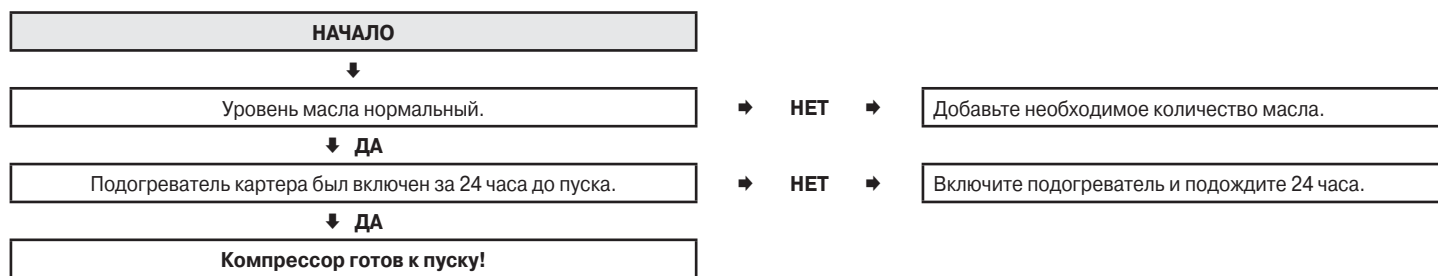 НАЧАЛО
Уровень масла нормальный. НЕТ Добавьте необходимое количество масла.
ДА
Подогреватель картера был включен за 24 часа до пуска. НЕТ Включите подогреватель и подождите 24 часа.
ДА
Компрессор готов к пуску!